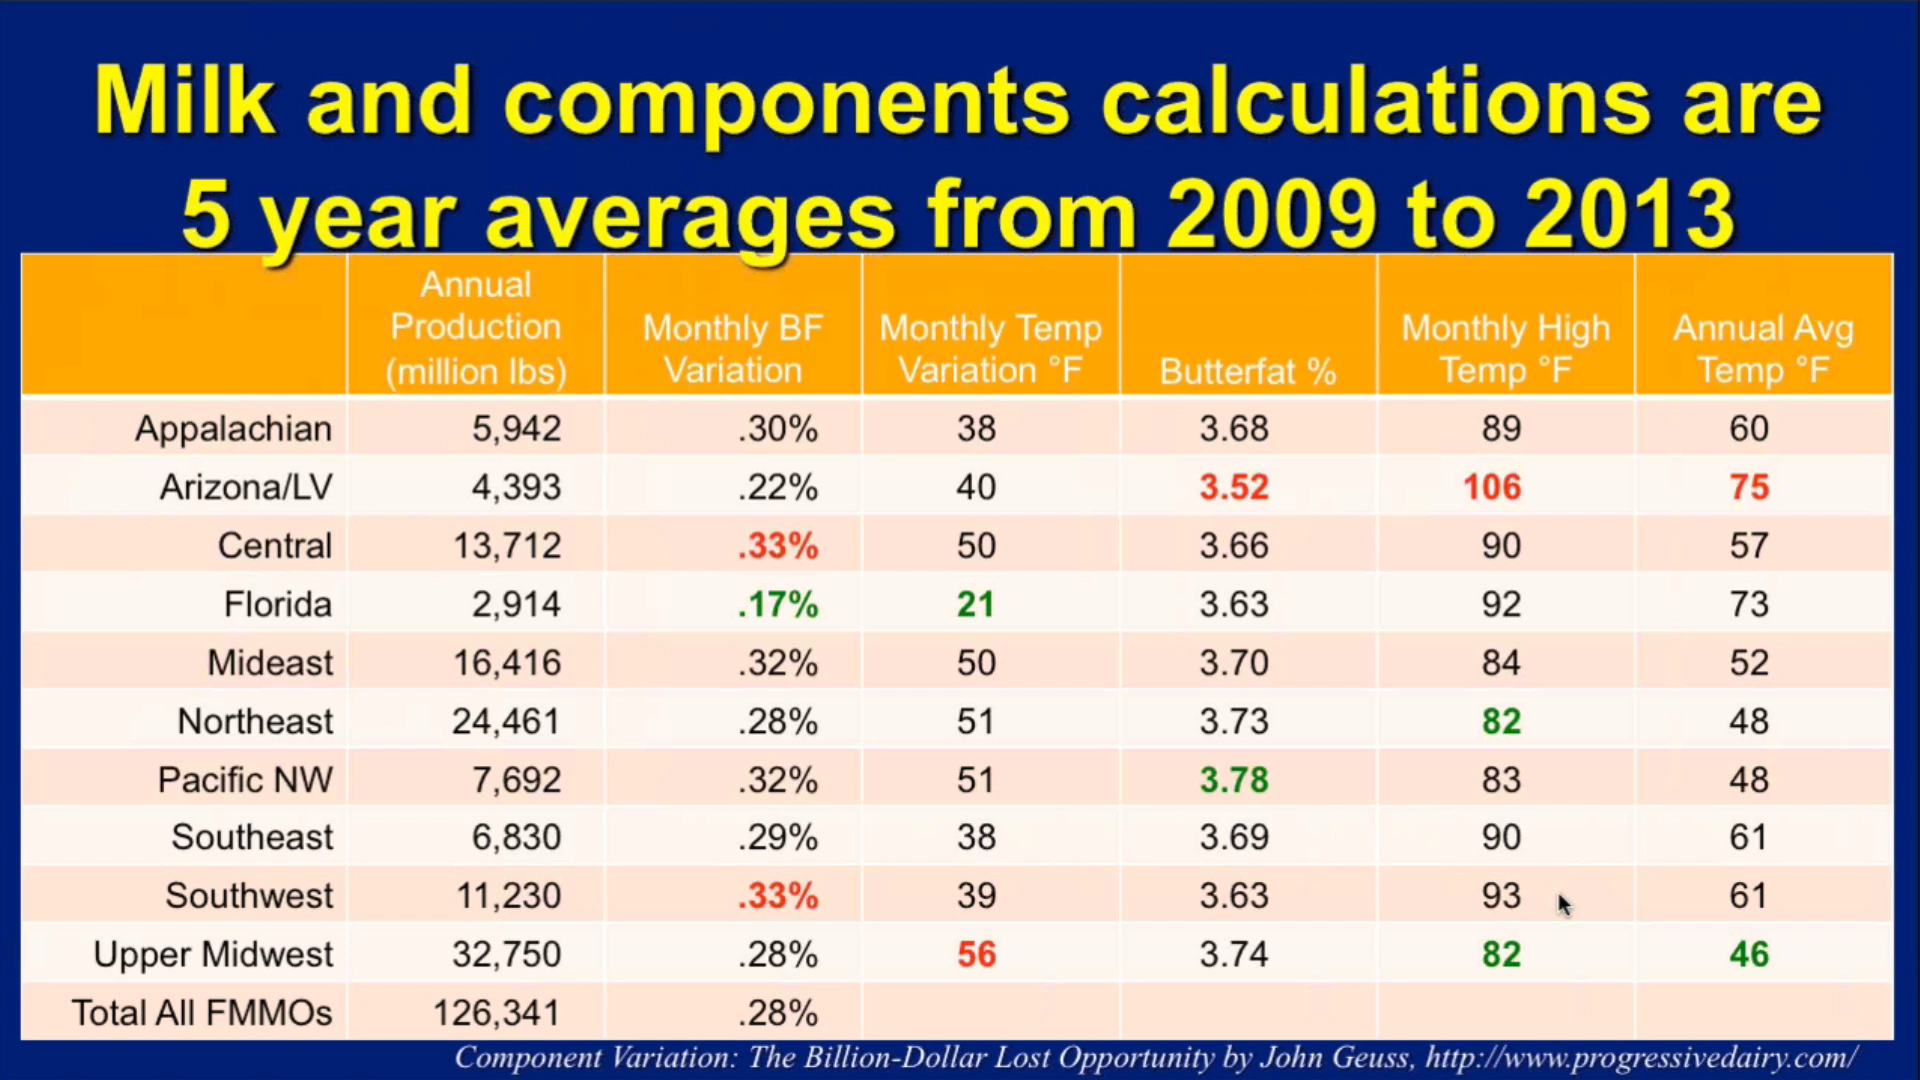 Milk and components calculations are
5 year averages from 2009 to 2013
Annual Production (million lbs) Monthly BF Variation Monthly Temp Variation °F Butterfat % Monthly High Temp °F Annual Avg Temp °F
Appalachian 5,942 .30% 38 3.68 89 60
Arizona/LV 4,393 .22% 40 3.52 106 75
Central 13,712 .33% 50 3.66 90 57
Florida 2,914 .17% 21 3.63 92 73
Mideast 16,416 .32% 50 3.70 84 52
Northeast 24,461 .28% 51 3.73 82 48
Pacific NW 7,692 .32% 51 3.78 83 48
Southeast 6,830 .29% 38 3.69 90 61
Southwest 11,230 .33% 39 3.63 93 61
Upper Midwest 32,750 .28% 56 3.74 82 46
Total All FMMOs 126,341 .28%
Component Variation: The Billion-Dollar Lost Opportunity by John Geuss, http://www.progressivedairy.com/